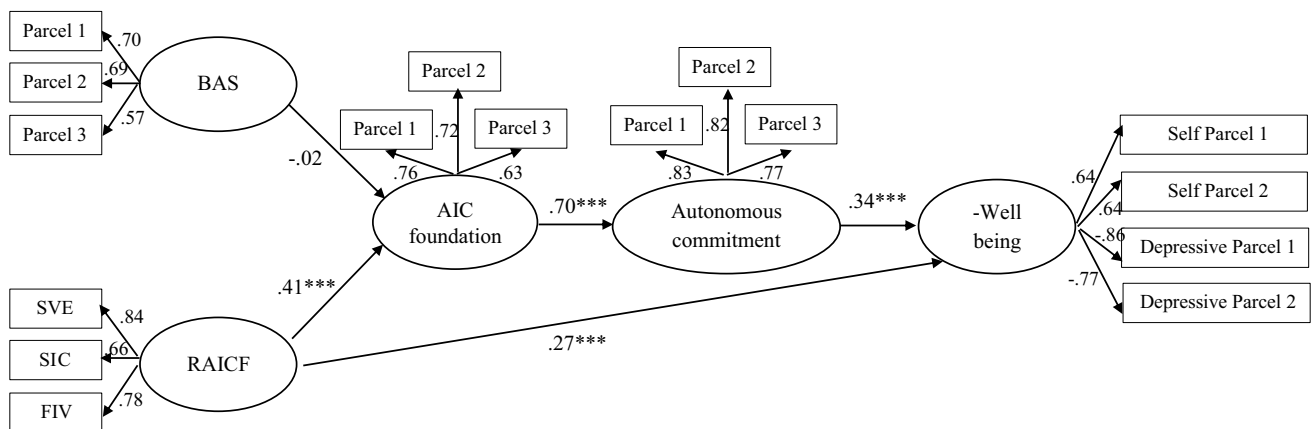 Parcel 1
.70
Parcel 2
.69
Parcel 3
.57
BAS
-.02
Parcel 1
.76
Parcel 2
.72
Parcel 3
.63
AIC
foundation
.70***
Parcel 1
.83
Parcel 2
.82
Parcel 3
.77
Autonomous
commitment
.34***
-Well
being
.64
Self Parcel 1
.64
Self Parcel 2
-.86
Depressive Parcel 1
-.77
Depressive Parcel 2
SVE
.84
SIC
.66
FIV
.78
RAICF
.41***
.27***